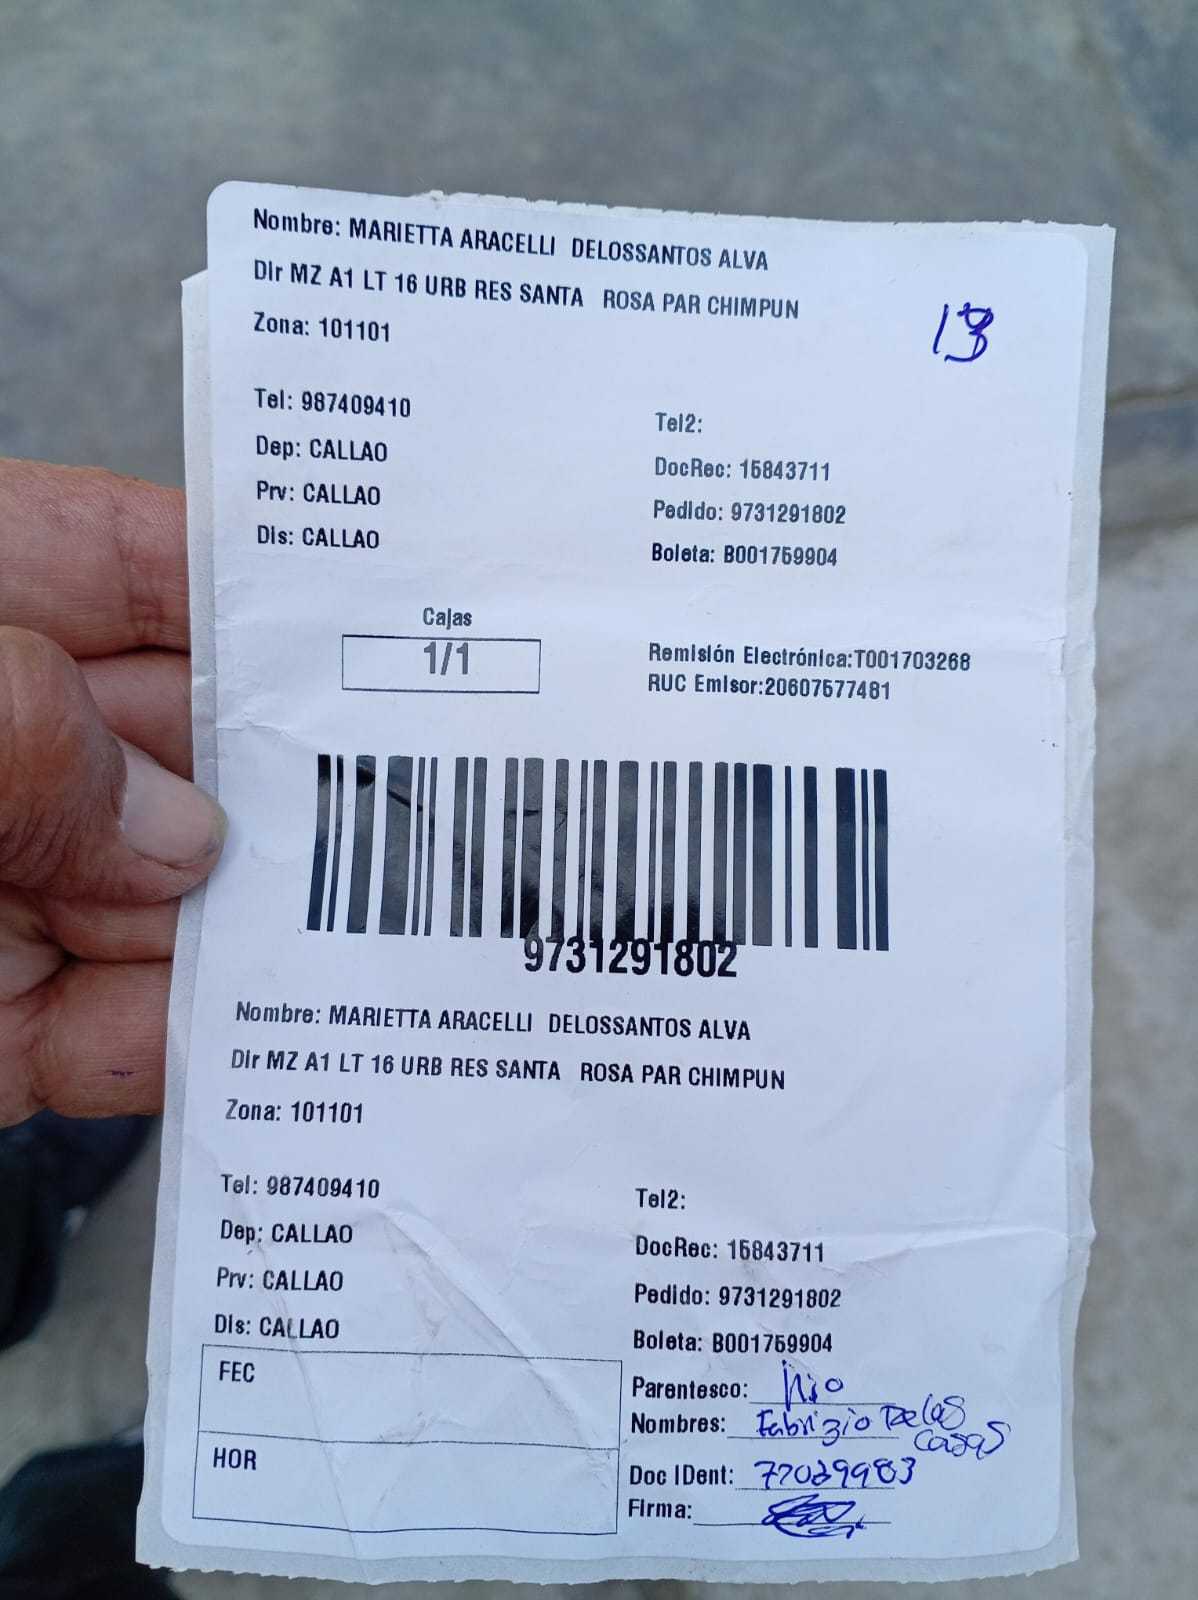 Nombre: MARIETTA ARACELLI DELOSSANTOS ALVA
Dir MZ A1 LT 16 URB RES SANTA ROSA PAR CHIMPUN
Zona: 101101
13
Tel: 987409410
Tel2:
Dep: CALLAO
DocRec: 15843711
Prv: CALLAO
Pedido: 9731291802
Dis: CALLAO
Boleta: B001759904
Cajas
1/1
Remisión Electrónica:T001703268
RUC Emisor:20607577481
9731291802
Nombre: MARIETTA ARACELLI DELOSSANTOS ALVA
Dir MZ A1 LT 16 URB RES SANTA ROSA PAR CHIMPUN
Zona: 101101
Tel: 987409410
Tel2:
Dep: CALLAO
DocRec: 15843711
Prv: CALLAO
Pedido: 9731291802
Dis: CALLAO
Boleta: B001759904
FEC
HOR
Parentesco: hijo
Nombres: Fabrizio De las
Casas
Doc IDent: 77029983
Firma: